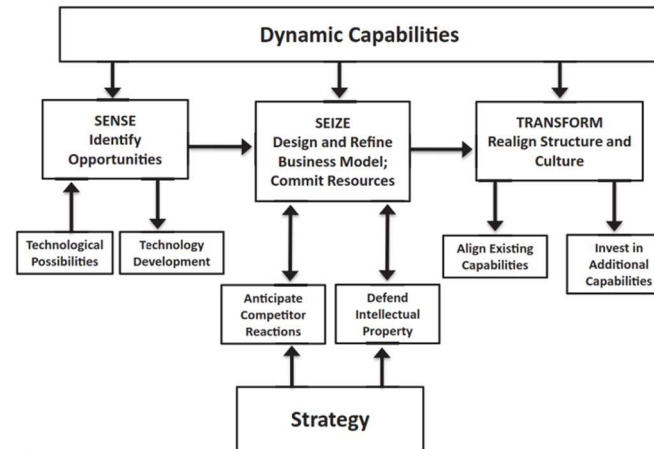 Dynamic Capabilities
SENSE
Identify
Opportunities
SEIZE
Design and Refine
Business Model;
Commit Resources
TRANSFORM
Realign Structure and
Culture
Technological
Possibilities
Technology
Development
Align Existing
Capabilities
Invest in
Additional
Capabilities
Anticipate
Competitor
Reactions
Defend
Intellectual
Property
Strategy